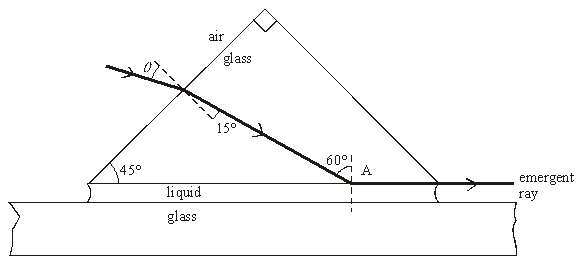 air
glass
θ
15°
60°
A
45°
liquid
emergent
ray
glass